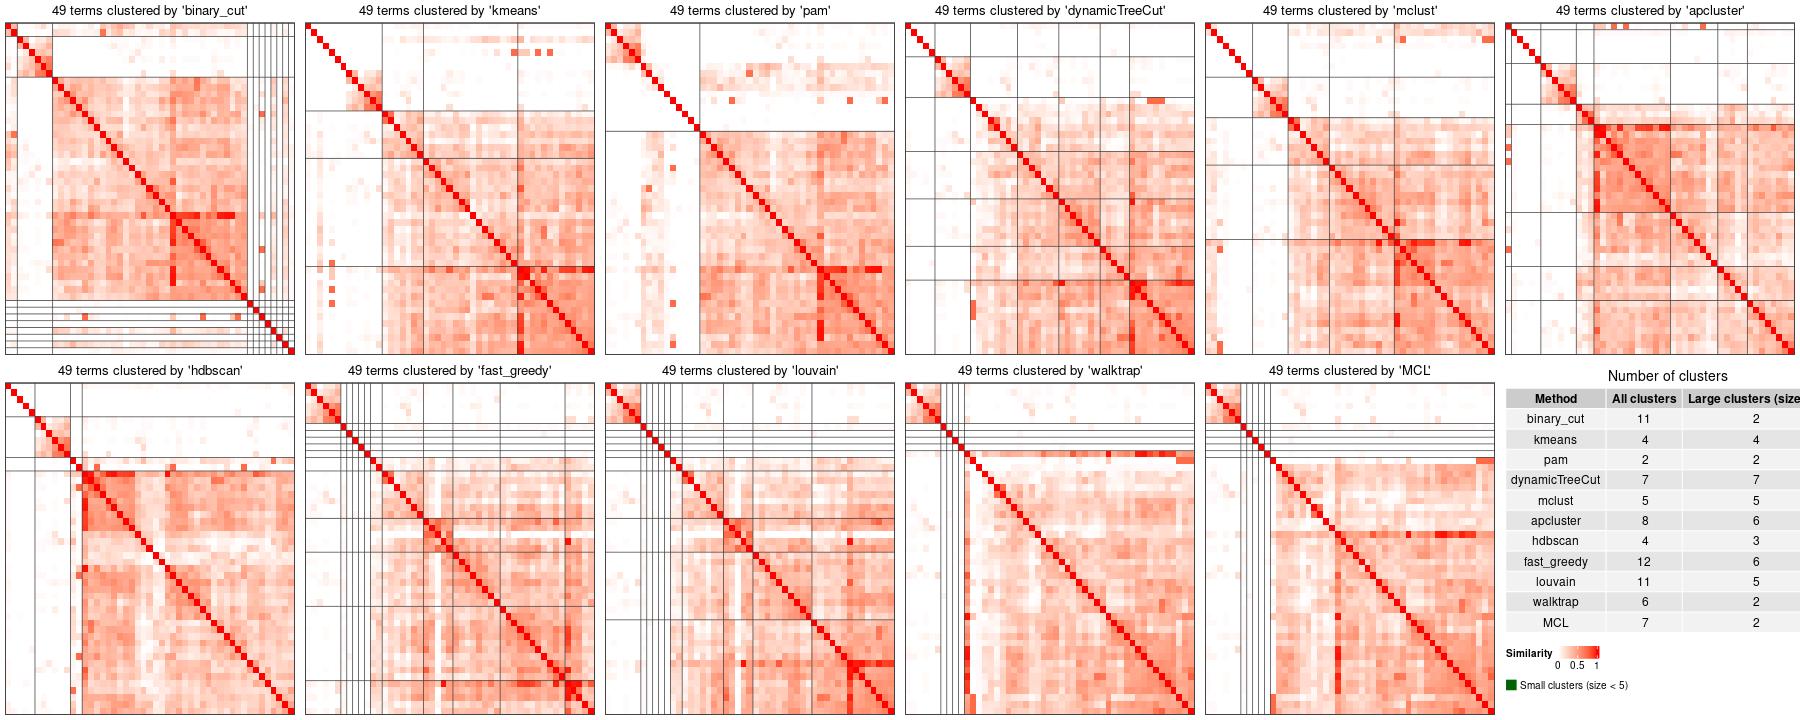 49 terms clustered by 'binary_cut'
49 terms clustered by 'kmeans'
49 terms clustered by 'pam'
49 terms clustered by 'dynamicTreeCut'
49 terms clustered by 'mclust'
49 terms clustered by 'apcluster'
49 terms clustered by 'hdbscan'
49 terms clustered by 'fast_greedy'
49 terms clustered by 'louvain'
49 terms clustered by 'walktrap'
49 terms clustered by 'MCL'
Number of clusters
Method All clusters Large clusters (size
binary_cut 11 2
kmeans 4 4
pam 2 2
dynamicTreeCut 7 7
mclust 5 5
apcluster 8 6
hdbscan 4 3
fast_greedy 12 6
louvain 11 5
walktrap 6 2
MCL 7 2
Similarity
0 0.5 1
Small clusters (size < 5)